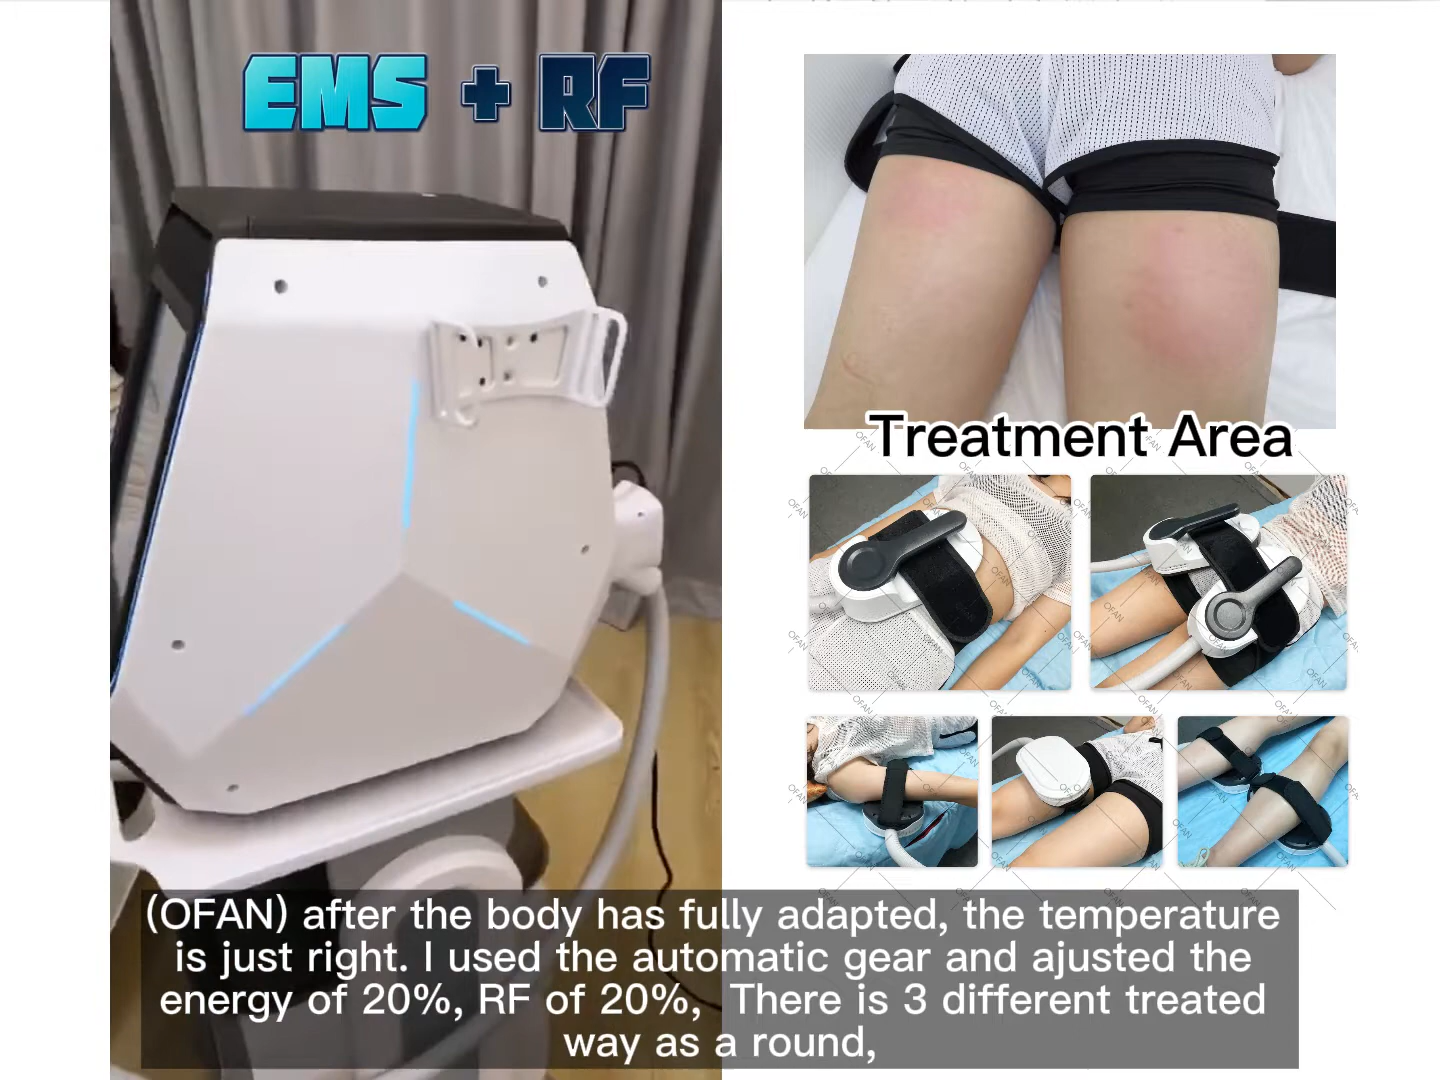 EMS + RF
Treatment Area
OFAN
(OFAN) after the body has fully adapted, the temperature
is just right. I used the automatic gear and ajusted the
energy of 20%, RF of 20%, There is 3 different treated
way as a round,